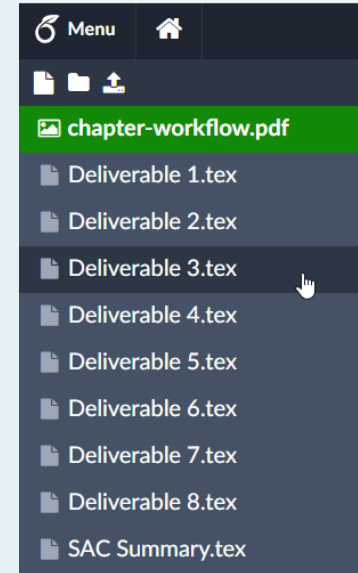 Menu
chapter-workflow.pdf
Deliverable 1.tex
Deliverable 2.tex
Deliverable 3.tex
Deliverable 4.tex
Deliverable 5.tex
Deliverable 6.tex
Deliverable 7.tex
Deliverable 8.tex
SAC Summary.tex